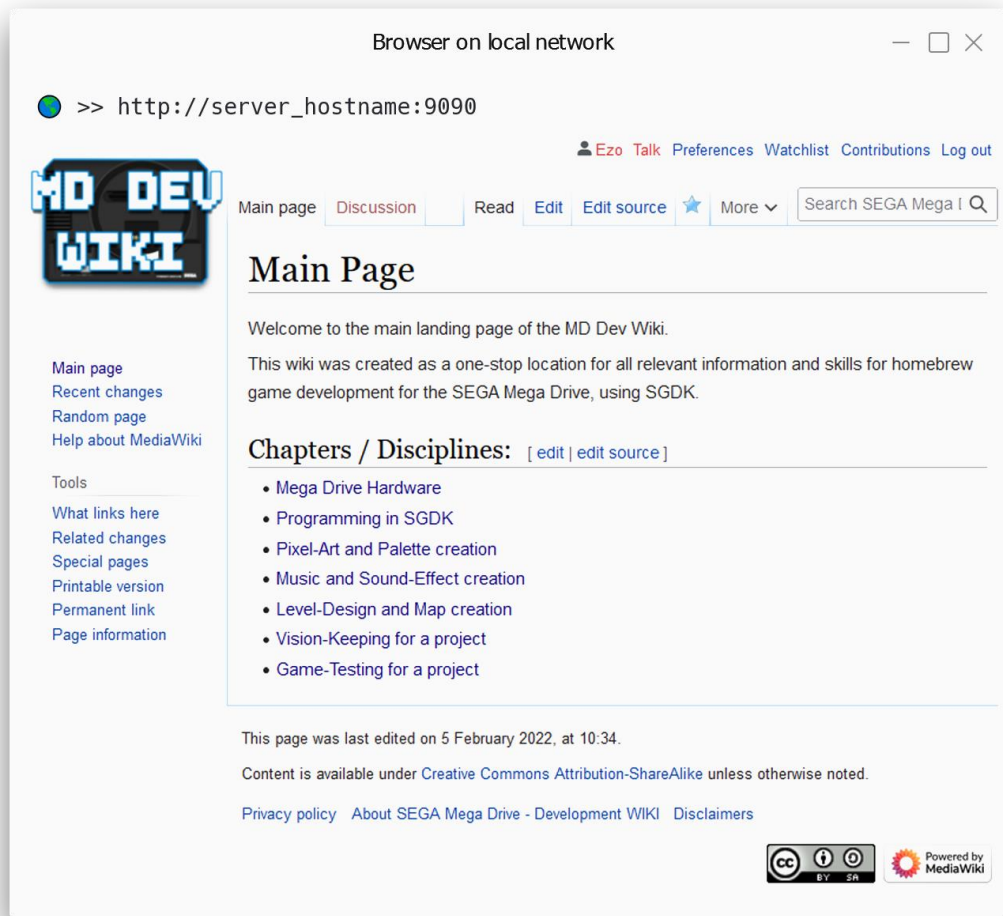 Browser on local network
>> http://server_hostname:9090
Ezo Talk Preferences Watchlist Contributions Log out
MD DEV
WIKI
Main page Discussion Read Edit Edit source More Search SEGA Mega
Main Page
Welcome to the main landing page of the MD Dev Wiki.
This wiki was created as a one-stop location for all relevant information and skills for homebrew
game development for the SEGA Mega Drive, using SGDK.
Main page
Recent changes
Random page
Help about MediaWiki
Tools
What links here
Related changes
Special pages
Printable version
Permanent link
Page information
Chapters / Disciplines: [ edit | edit source ]
• Mega Drive Hardware
• Programming in SGDK
• Pixel-Art and Palette creation
• Music and Sound-Effect creation
• Level-Design and Map creation
• Vision-Keeping for a project
• Game-Testing for a project
This page was last edited on 5 February 2022, at 10:34.
Content is available under Creative Commons Attribution-ShareAlike unless otherwise noted.
Privacy policy About SEGA Mega Drive - Development WIKI Disclaimers
cc BY SA
Powered by
MediaWiki